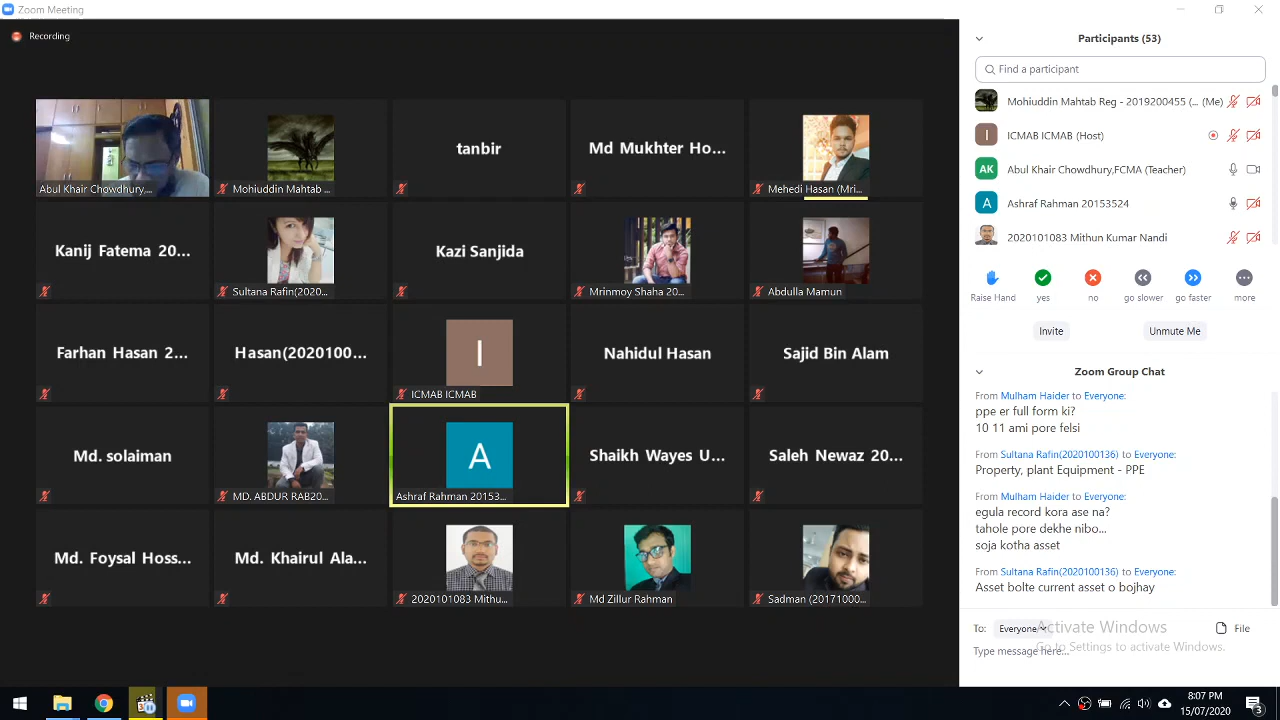 Zoom Meeting
Recording
Abul Khair Chowdhury,...
Mohiuddin Mahtab ...
tanbir
Md Mukhter Ho...
Mehedi Hasan (Mri...
Kanij Fatema 20...
Sultana Rafin(2020...
Kazi Sanjida
Mrinmoy Shaha 20...
Abdulla Mamun
Farhan Hasan 2...
Hasan(2020100...
I
ICMAB ICMAB
Nahidul Hasan
Sajid Bin Alam
Md. solaiman
MD. ABDUR RAB20...
A
Ashraf Rahman 20153...
Shaikh Wayes U...
Saleh Newaz 20...
Md. Foysal Hoss...
Md. Khairul Ala...
2020101083 Mithu...
Md Zillur Rahman
Sadman (20171000...
Participants (53)
Find a participant
Mohiuddin Mahtab Reg - 2019200455 (... (Me)
I ICMAB ICMAB (Host)
AK Abul Khair Chowdhury,FCMA (Teacher)
A Ashraf Rahman 20153524
2020101083 Mithun Kumar Nandi
Raise Hand yes no go slower go faster more
Invite Unmute Me
Zoom Group Chat
From Mulham Haider to Everyone:
ppe er full form ki?
10 11 ami pore felsi
From Sultana Rafin(2020100136) to Everyone:
Property, plant Equipment - PPE
From Mulham Haider to Everyone:
egula record kora ase na?
tahole pore dekhe nibo...
soja kotha asset
From Sultana Rafin(2020100136) to Everyone:
Asset bolte current asset o bojhay
To: Everyone File
Activate Windows
Go to Settings to activate Windows.
Type message here...
8:07 PM
15/07/2020
3